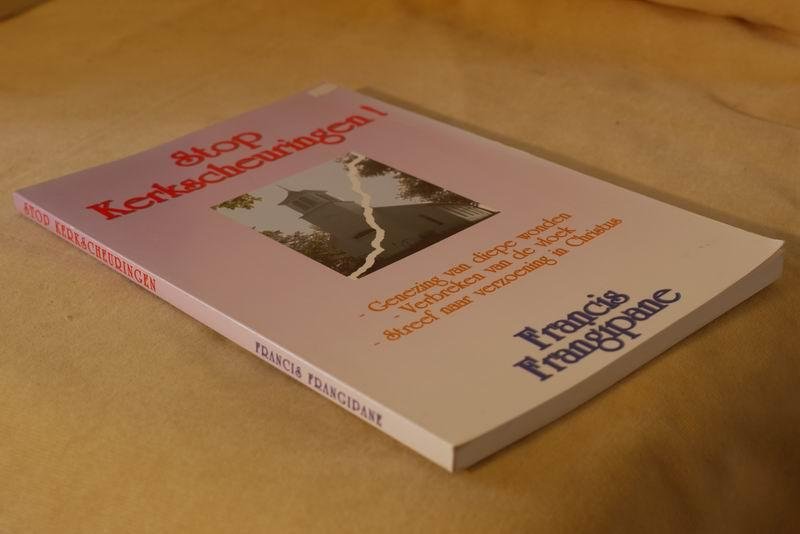 Stop
Kerkscheuringen!
- Genezing van diepe wonden
- Verbreken van de vloek
- Streef naar verzoening in Christus
Francis
Frangipane
STOP KERKSCHEURINGEN
FRANCIS FRANGIPANE